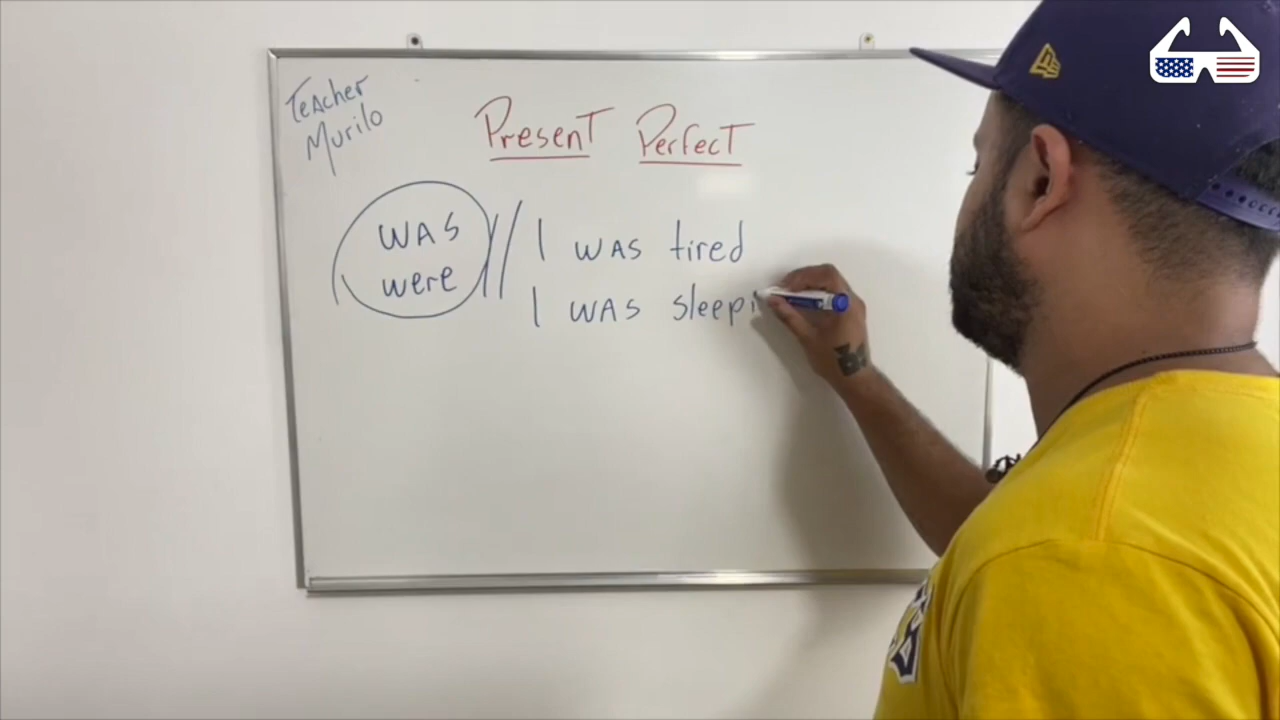 Teacher
Murilo
Present Perfect
was
were
I was tired
I was sleepi